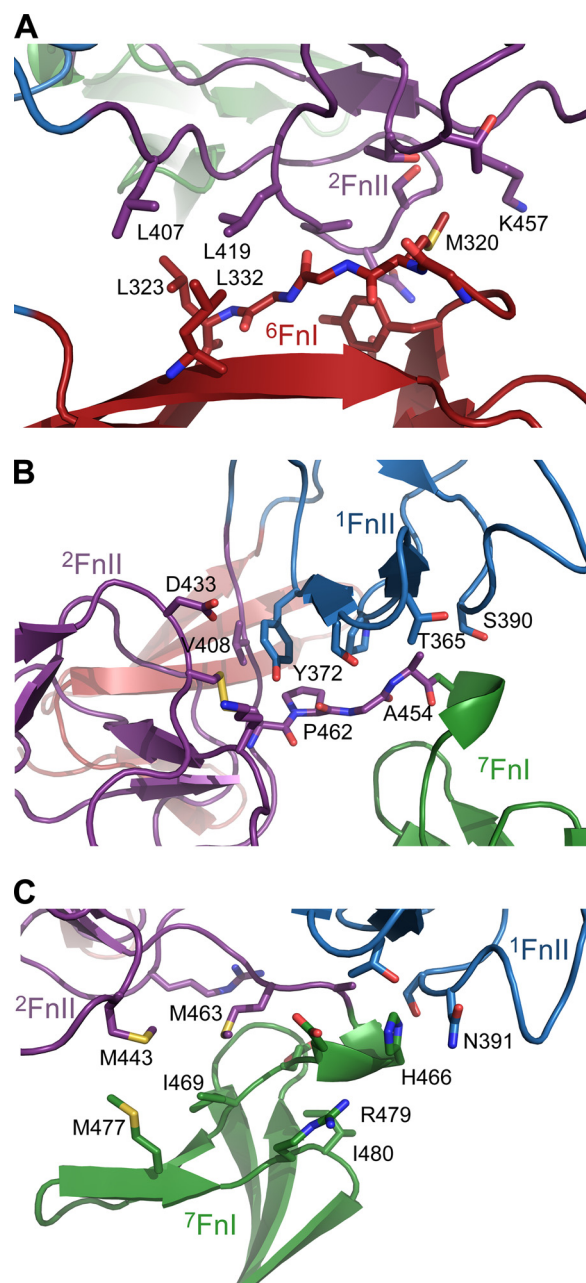 A
²FnII
K457
L407
L419
M320
L323
L332
⁶FnI
B
¹FnII
²FnII
D433
S390
V408
T365
Y372
A454
P462
⁷FnI
C
¹FnII
²FnII
M463
N391
M443
I469
H466
M477
R479
I480
⁷FnI